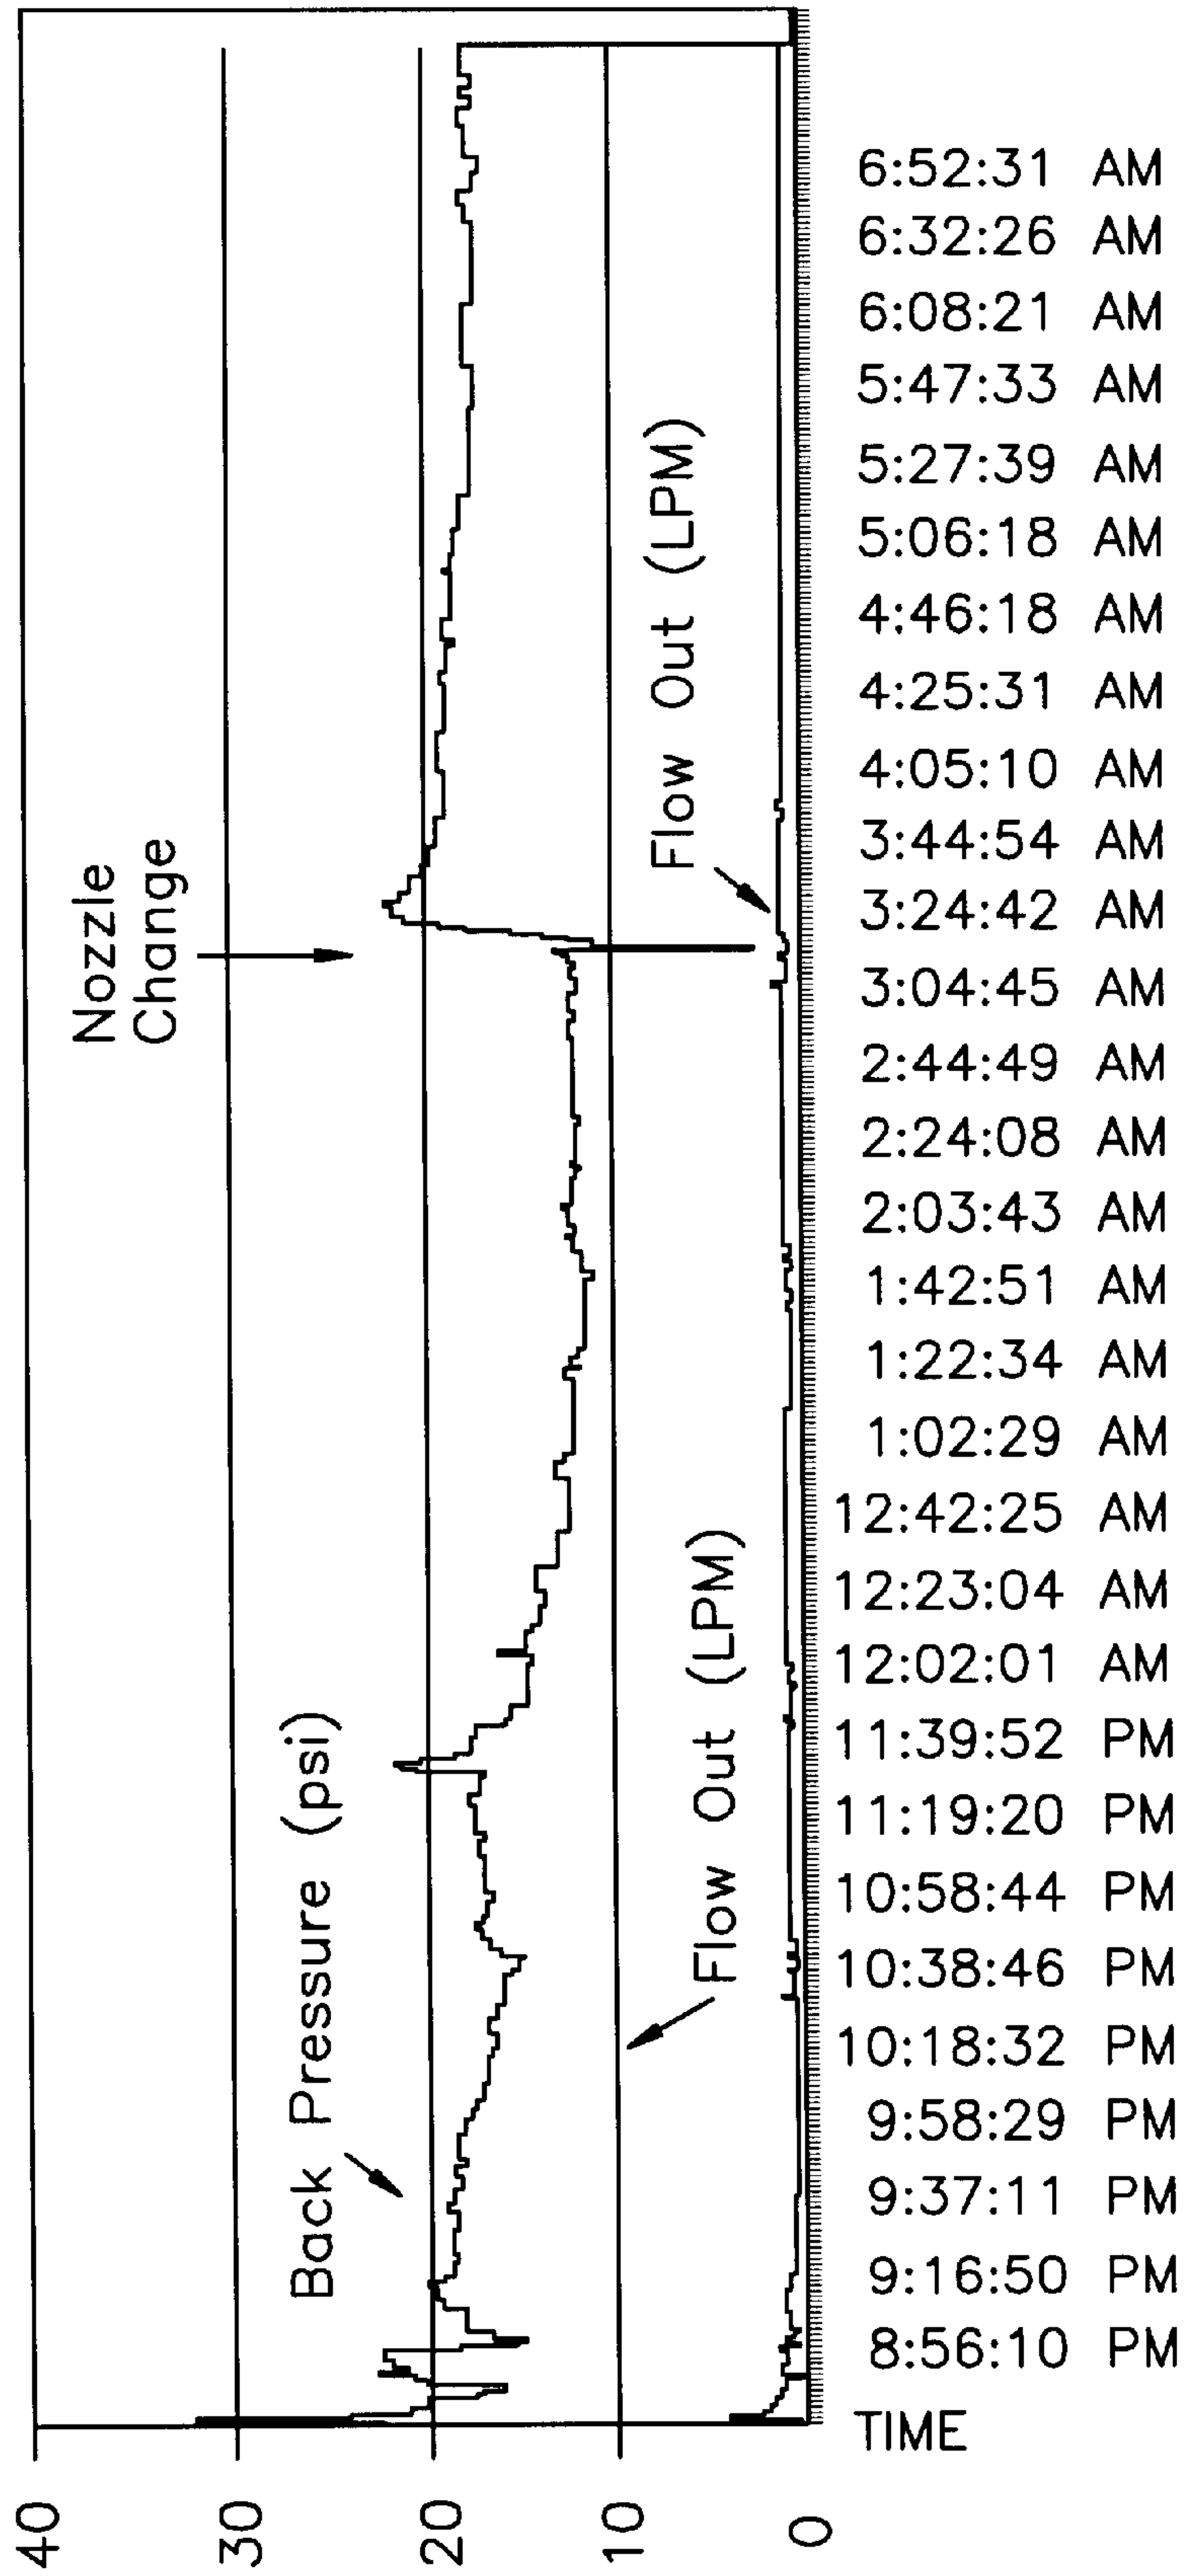 40
30
20
10
0
Nozzle
Change
Back Pressure (psi)
Flow Out (LPM)
Flow Out (LPM)
TIME
8:56:10 PM
9:16:50 PM
9:37:11 PM
9:58:29 PM
10:18:32 PM
10:38:46 PM
10:58:44 PM
11:19:20 PM
11:39:52 PM
12:02:01 AM
12:23:04 AM
12:42:25 AM
1:02:29 AM
1:22:34 AM
1:42:51 AM
2:03:43 AM
2:24:08 AM
2:44:49 AM
3:04:45 AM
3:24:42 AM
3:44:54 AM
4:05:10 AM
4:25:31 AM
4:46:18 AM
5:06:18 AM
5:27:39 AM
5:47:33 AM
6:08:21 AM
6:32:26 AM
6:52:31 AM